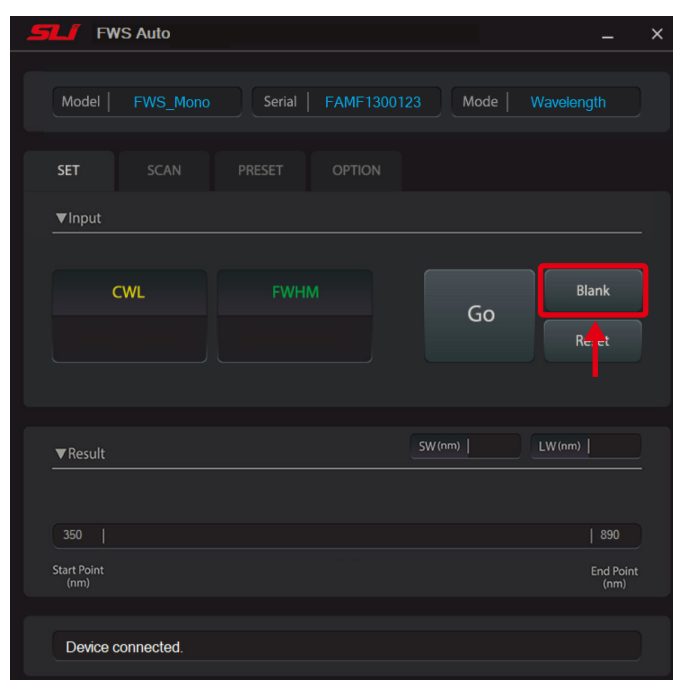 SLi FWS Auto
Model | FWS_Mono Serial | FAMF1300123 Mode | Wavelength
SET SCAN PRESET OPTION
▼Input
CWL FWHM Go Blank
Reset
▼Result SW(nm) | LW(nm) |
350 | | 890
Start Point End Point
(nm) (nm)
Device connected.